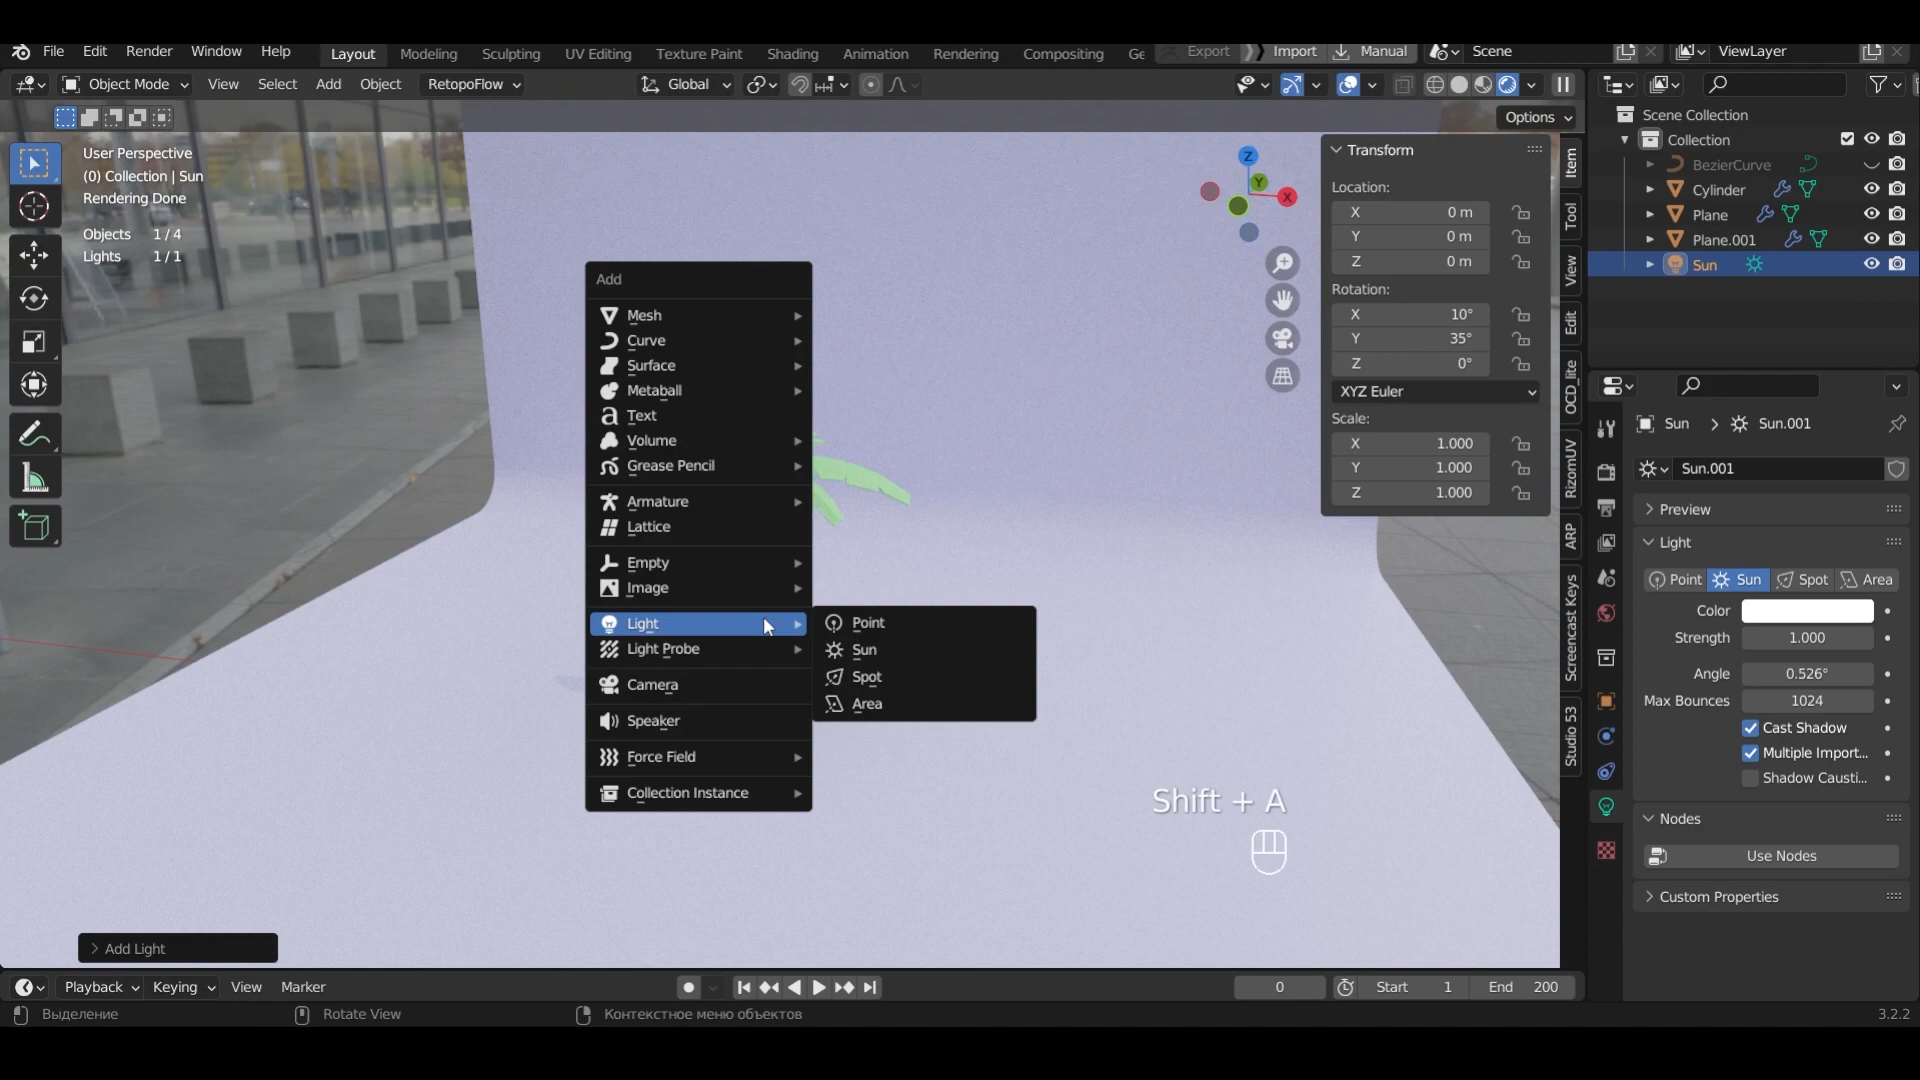 File Edit Render Window Help Layout Modeling Sculpting UV Editing Texture Paint Shading Animation Rendering Compositing Ge Export Import Manual Scene ViewLayer
Object Mode View Select Add Object RetopoFlow Global
Options
User Perspective
(0) Collection | Sun
Rendering Done
Objects 1 / 4
Lights 1 / 1
Add
Mesh
Curve
Surface
Metaball
Text
Volume
Grease Pencil
Armature
Lattice
Empty
Image
Light
Light Probe
Camera
Speaker
Force Field
Collection Instance
Point
Sun
Spot
Area
Z
Y
X
Transform
Location:
X 0 m
Y 0 m
Z 0 m
Rotation:
X 10°
Y 35°
Z 0°
XYZ Euler
Scale:
X 1.000
Y 1.000
Z 1.000
Item
Tool
View
Edit
OCD_lite
RizomUV
ARP
Screencast Keys
Studio 53
Shift + A
Add Light
Scene Collection
Collection
BezierCurve
Cylinder
Plane
Plane.001
Sun
Sun Sun.001
Sun.001
Preview
Light
Point Sun Spot Area
Color
Strength 1.000
Angle 0.526°
Max Bounces 1024
Cast Shadow
Multiple Import...
Shadow Causti...
Nodes
Use Nodes
Custom Properties
Playback Keying View Marker 0 Start 1 End 200
Выделение Rotate View Контекстное меню объектов 3.2.2